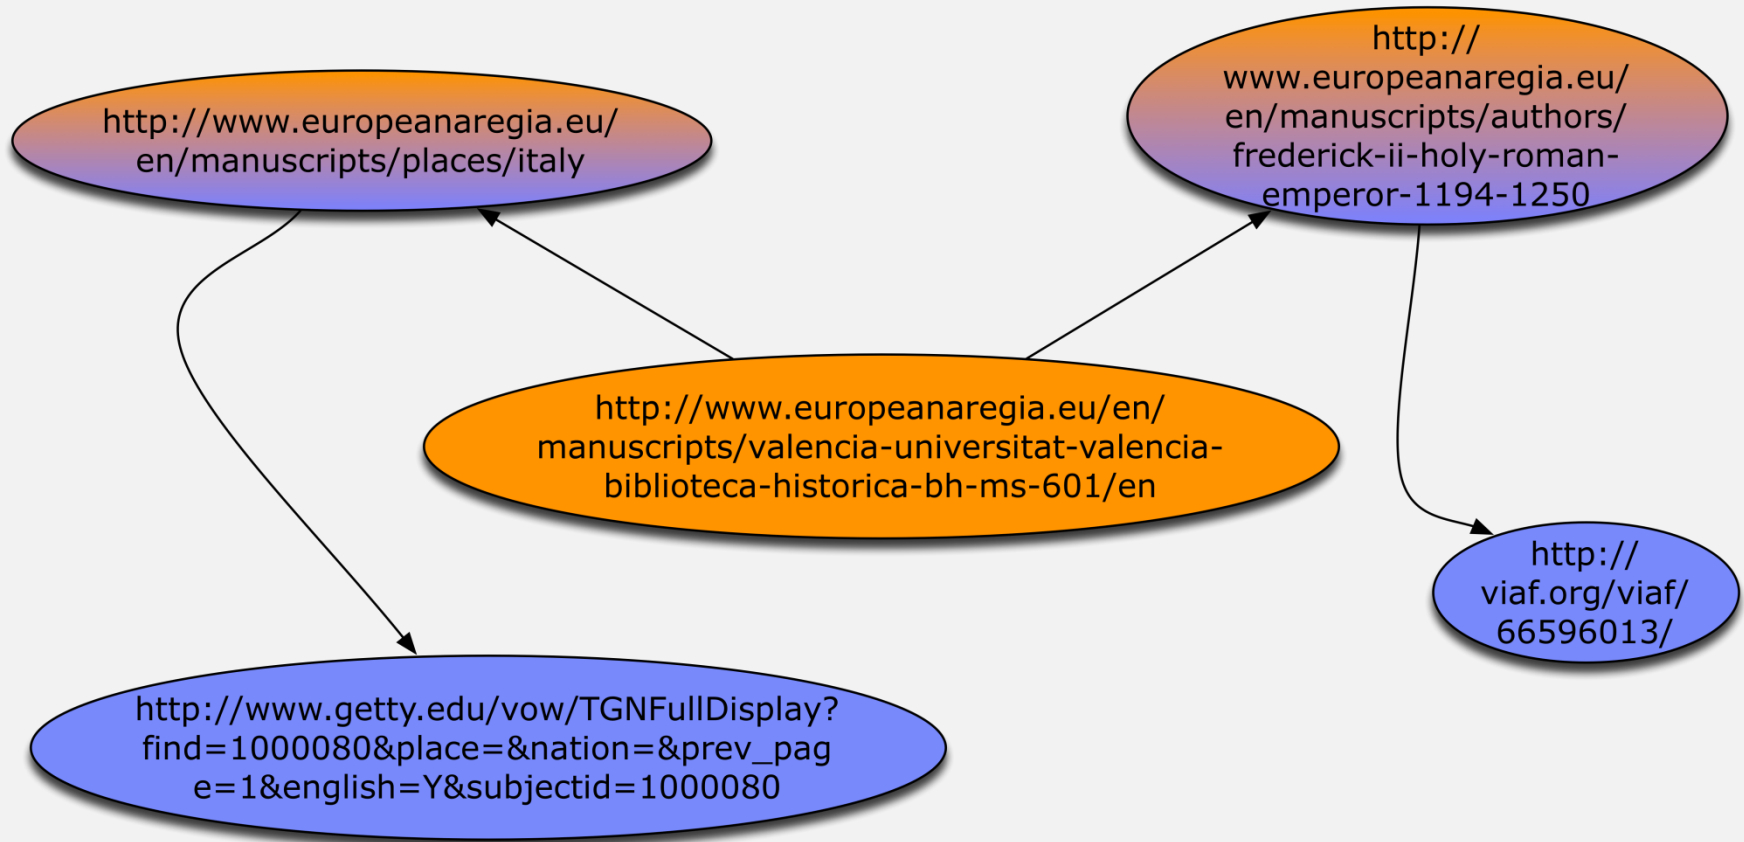 http://www.europeanaregia.eu/
en/manuscripts/places/italy
http://
www.europeanaregia.eu/
en/manuscripts/authors/
frederick-ii-holy-roman-
emperor-1194-1250
http://www.europeanaregia.eu/en/
manuscripts/valencia-universitat-valencia-
biblioteca-historica-bh-ms-601/en
http://
viaf.org/viaf/
66596013/
http://www.getty.edu/vow/TGNFullDisplay?
find=1000080&place=&nation=&prev_pag
e=1&english=Y&subjectid=1000080